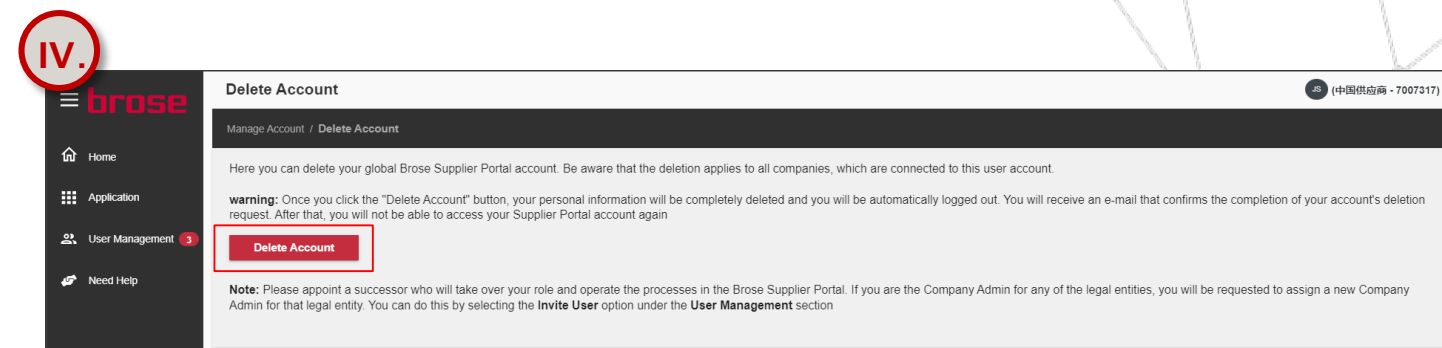 IV.
brose
Delete Account
JS (中国供应商 - 7007317)
Manage Account / Delete Account
Home
Here you can delete your global Brose Supplier Portal account. Be aware that the deletion applies to all companies, which are connected to this user account.
Application
warning: Once you click the "Delete Account" button, your personal information will be completely deleted and you will be automatically logged out. You will receive an e-mail that confirms the completion of your account's deletion
request. After that, you will not be able to access your Supplier Portal account again
User Management 3
Delete Account
Need Help
Note: Please appoint a successor who will take over your role and operate the processes in the Brose Supplier Portal. If you are the Company Admin for any of the legal entities, you will be requested to assign a new Company
Admin for that legal entity. You can do this by selecting the Invite User option under the User Management section